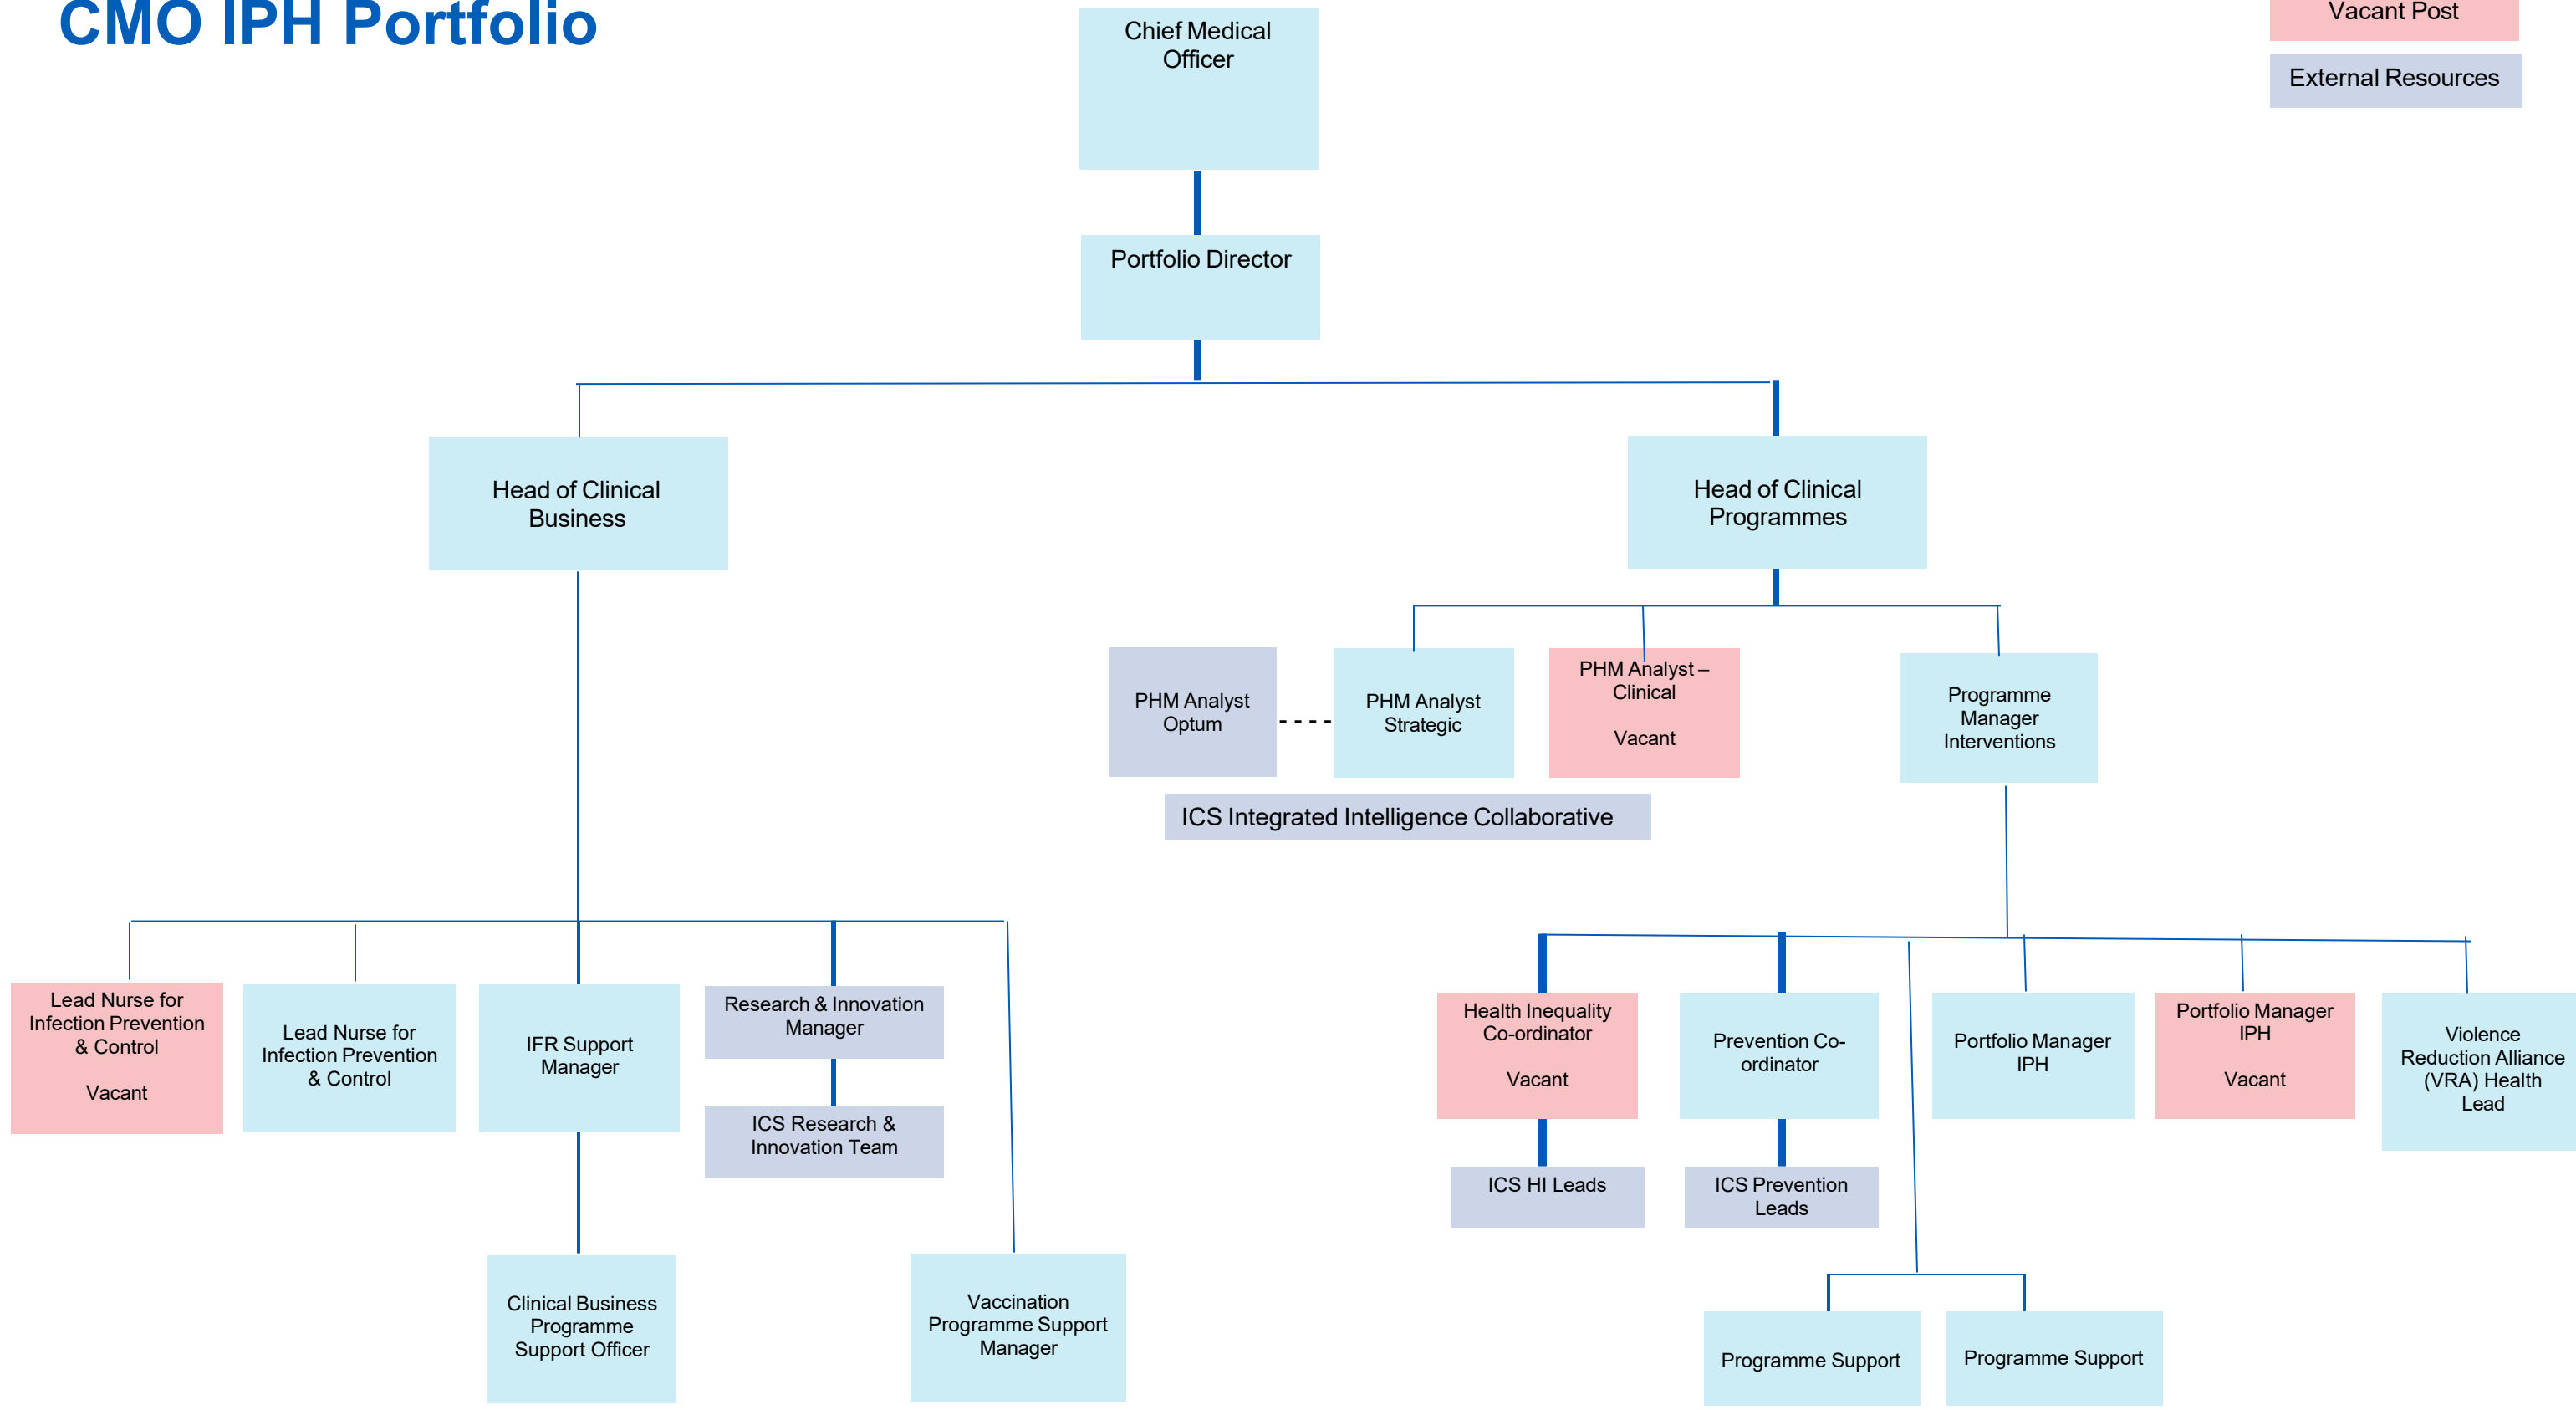 CMO IPH Portfolio
Vacant Post
External Resources
Chief Medical
Officer
Portfolio Director
Head of Clinical
Business
Head of Clinical
Programmes
PHM Analyst
Optum
PHM Analyst
Strategic
PHM Analyst –
Clinical
Vacant
Programme
Manager
Interventions
ICS Integrated Intelligence Collaborative
Lead Nurse for
Infection Prevention
& Control
Vacant
Lead Nurse for
Infection Prevention
& Control
IFR Support
Manager
Research & Innovation
Manager
ICS Research &
Innovation Team
Clinical Business
Programme
Support Officer
Vaccination
Programme Support
Manager
Health Inequality
Co-ordinator
Vacant
Prevention Co-
ordinator
Portfolio Manager
IPH
Portfolio Manager
IPH
Vacant
Violence
Reduction Alliance
(VRA) Health
Lead
ICS HI Leads
ICS Prevention
Leads
Programme Support
Programme Support